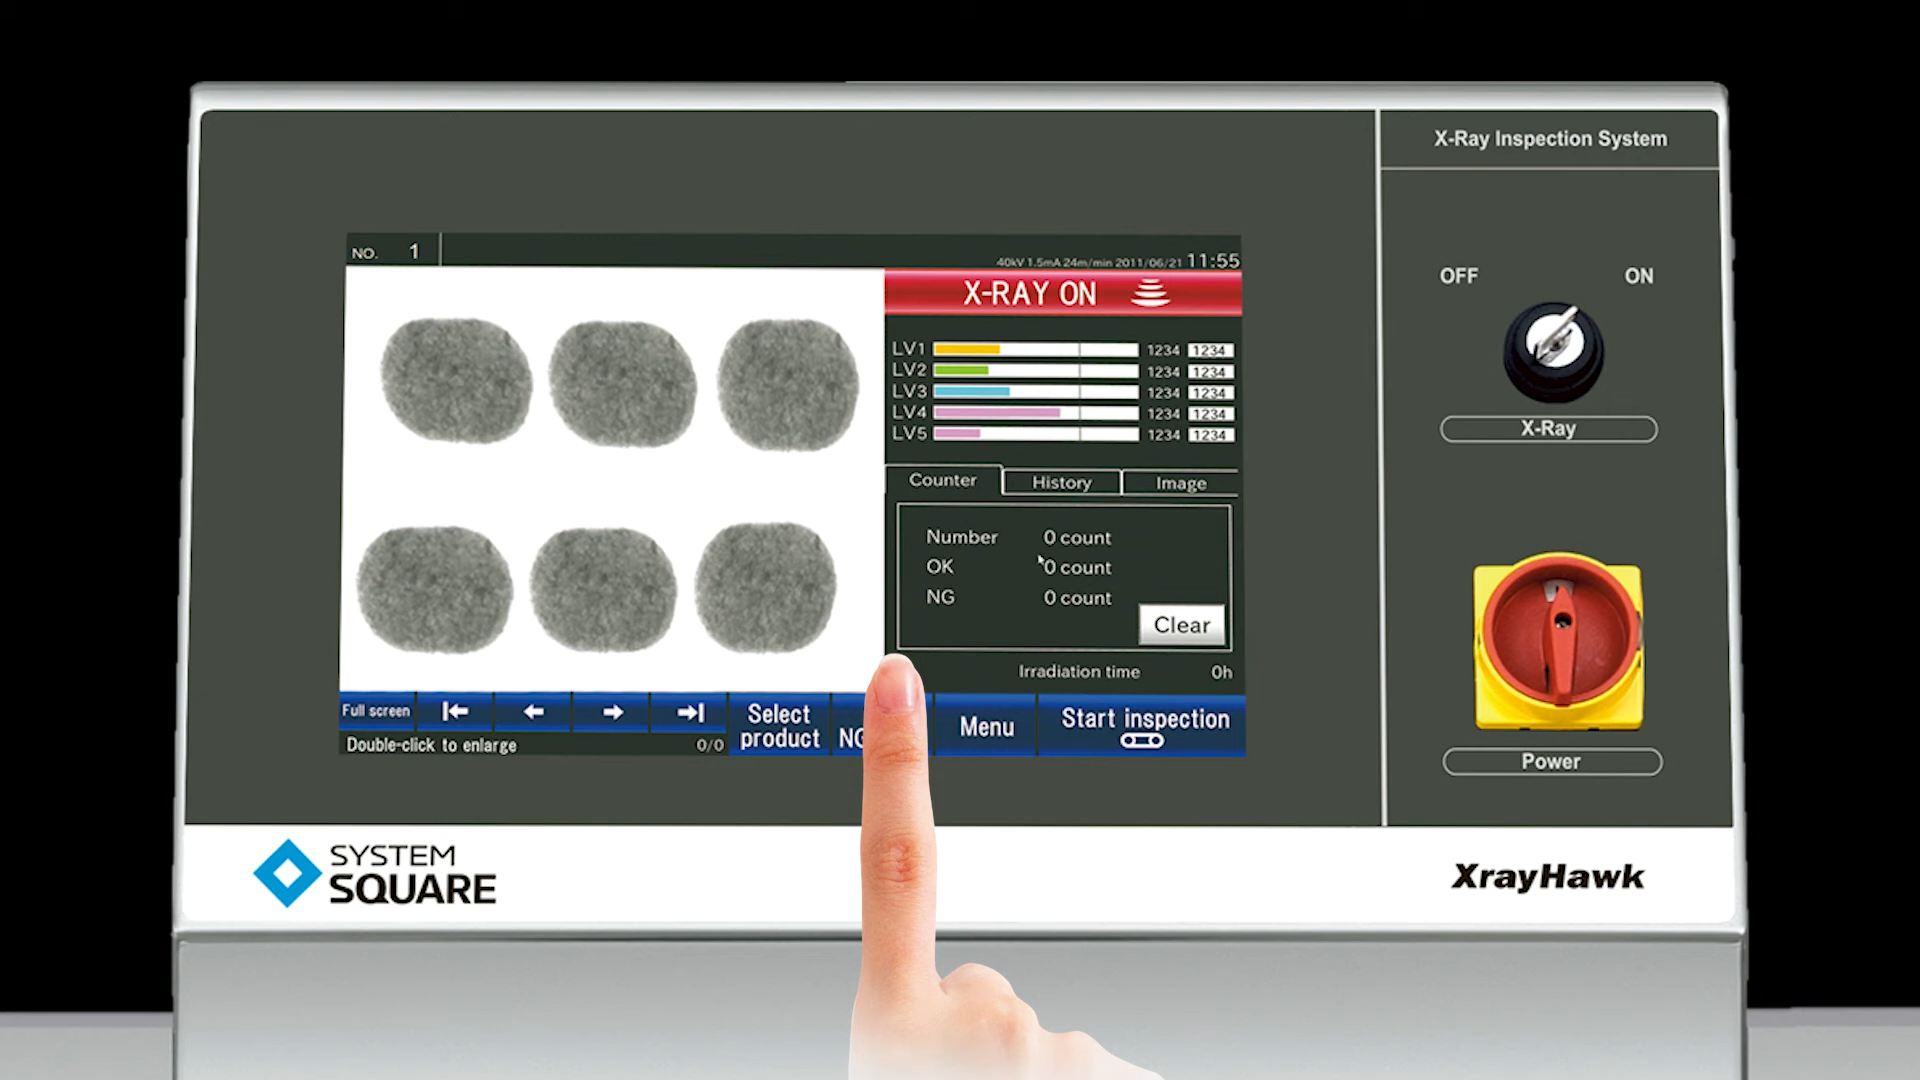 X-Ray Inspection System
NO. 1
40kV 1.5mA 24m/min 2011/06/21 11:55
X-RAY ON
OFF ON
LV1 1234 1234
LV2 1234 1234
LV3 1234 1234
LV4 1234 1234
LV5 1234 1234
X-Ray
Counter History Image
Number 0 count
OK 0 count
NG 0 count
Clear
Irradiation time 0h
Full screen
Select
product
NG
Menu
Start inspection
Double-click to enlarge 0/0
Power
SYSTEM
SQUARE
XrayHawk